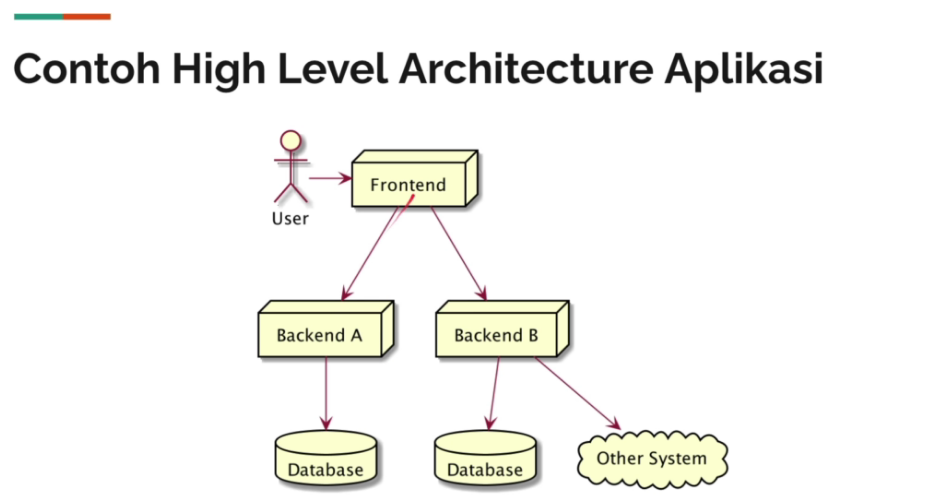 Contoh High Level Architecture Aplikasi
User
Frontend
Backend A
Backend B
Database
Database
Other System